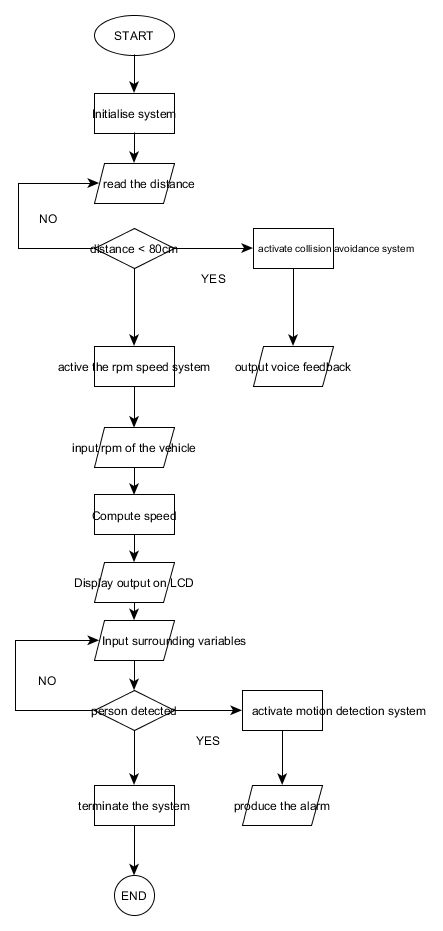 START
Initialise system
read the distance
NO
distance < 80cm
activate collision avoidance system
YES
active the rpm speed system
output voice feedback
input rpm of the vehicle
Compute speed
Display output on LCD
Input surrounding variables
NO
person detected
activate motion detection system
YES
terminate the system
produce the alarm
END